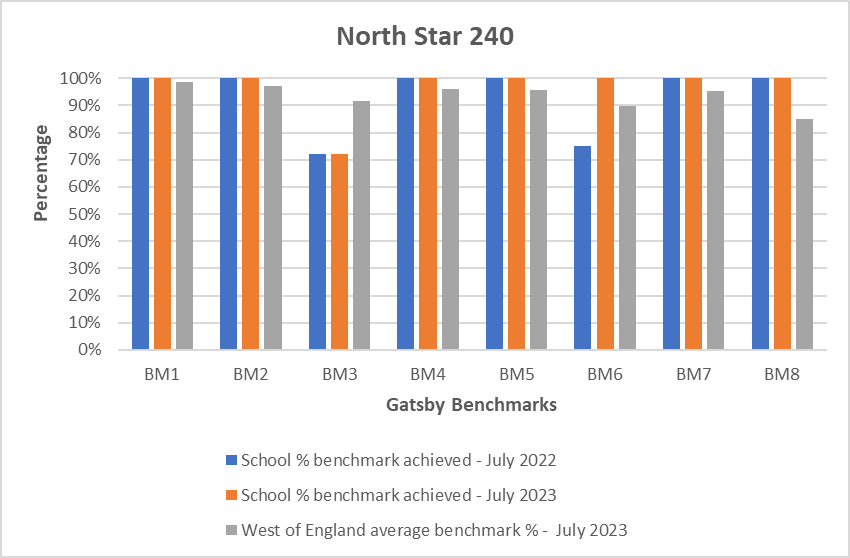 North Star 240
Percentage
100%
90%
80%
70%
60%
50%
40%
30%
20%
10%
0%
BM1 BM2 BM3 BM4 BM5 BM6 BM7 BM8
Gatsby Benchmarks
School % benchmark achieved - July 2022
School % benchmark achieved - July 2023
West of England average benchmark % - July 2023